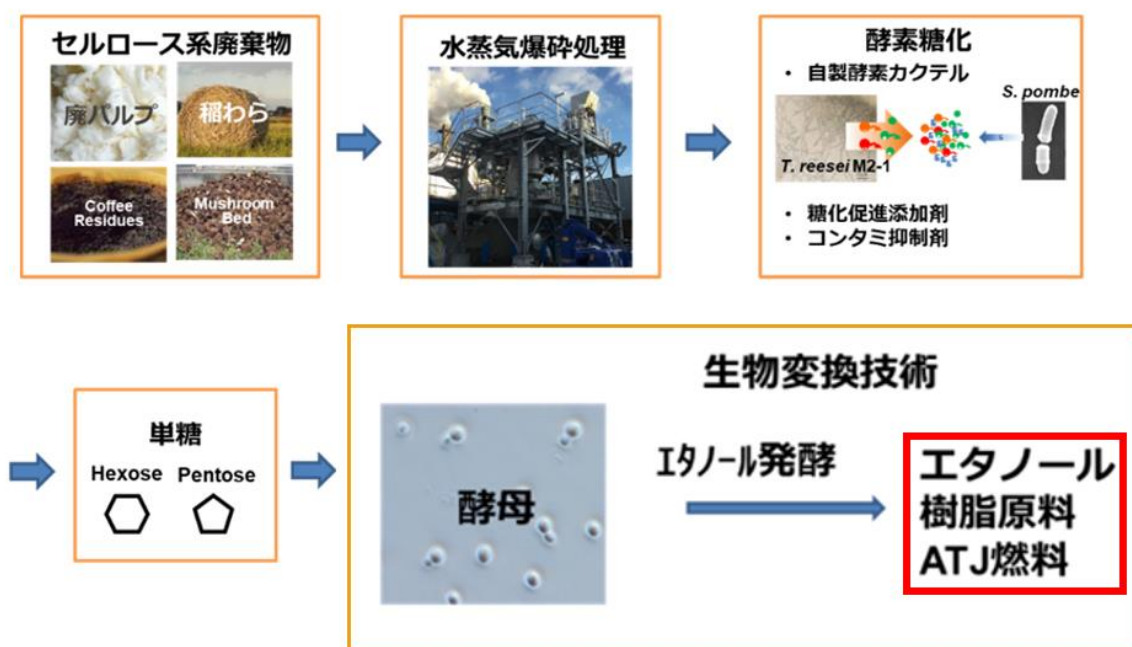 セルロース系廃棄物
廃パルプ
稲わら
Coffee
Residues
Mushroom
Bed
水蒸気爆砕処理
酵素糖化
・ 自製酵素カクテル
S. pombe
T. reesei M2-1
・ 糖化促進添加剤
・ コンタミ抑制剤
単糖
Hexose Pentose
生物変換技術
酵母
ｴﾀﾉｰﾙ発酵
エタノール
樹脂原料
ATJ燃料